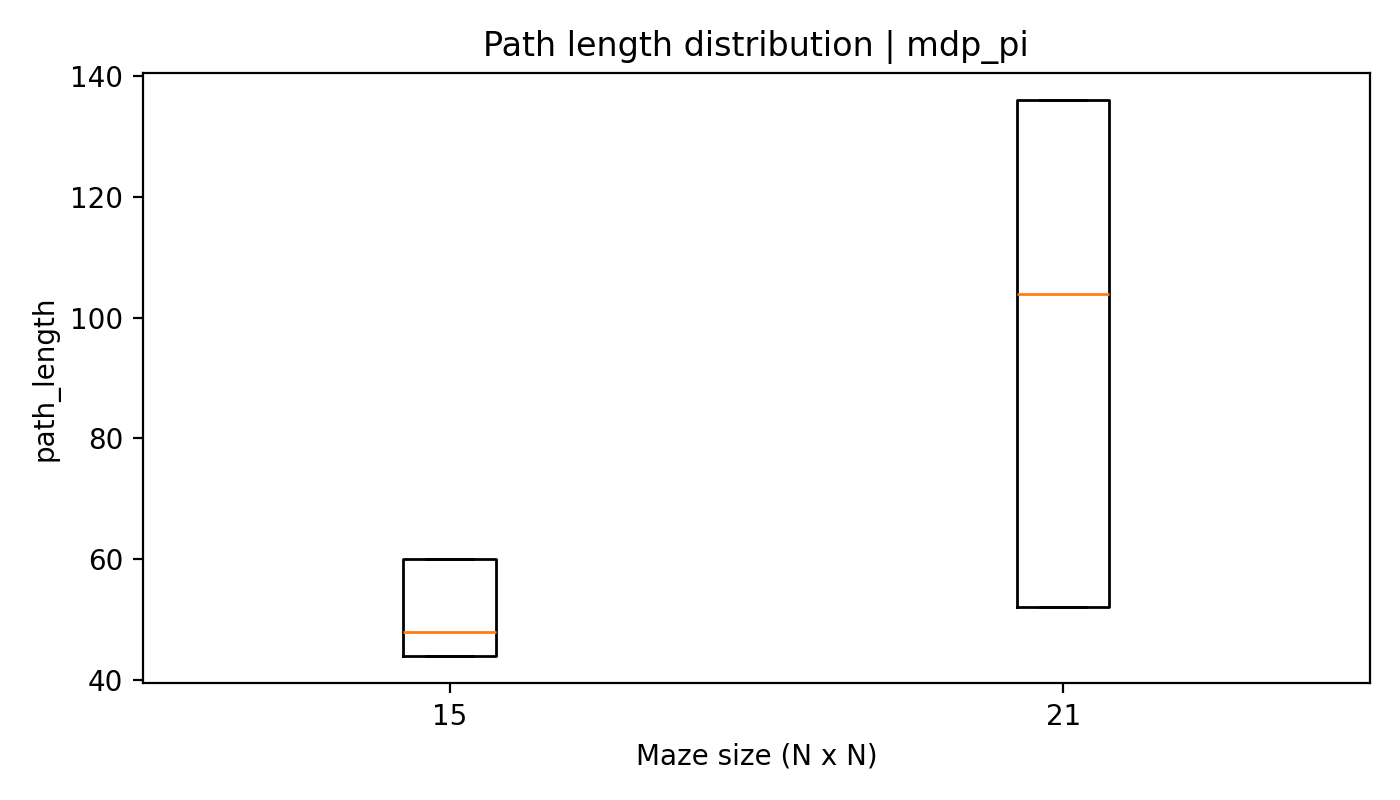 Path length distribution | mdp_pi
140
120
100
80
60
40
path_length
15
21
Maze size (N x N)